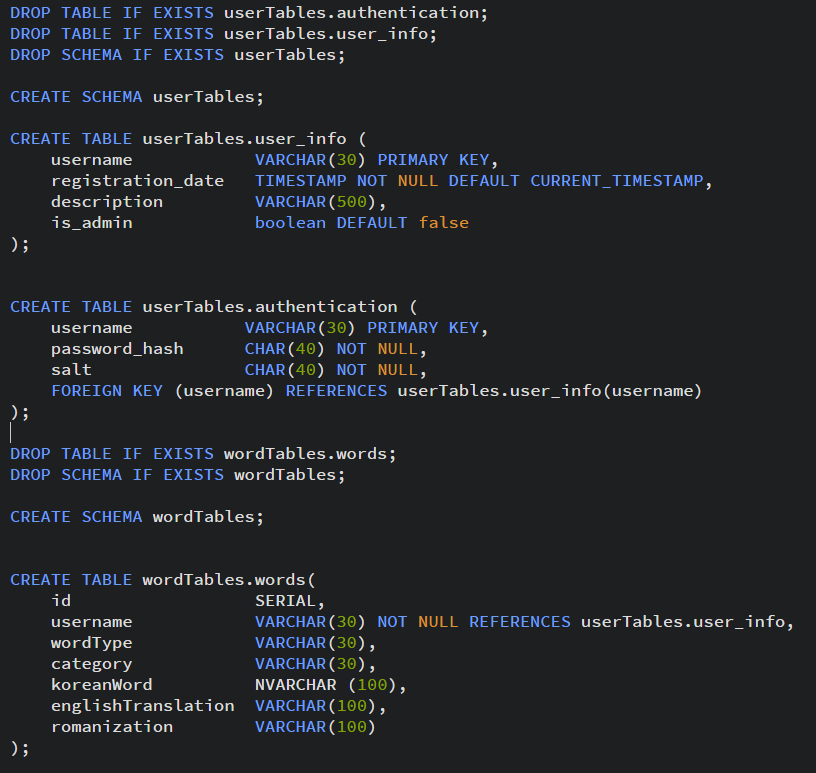 DROP TABLE IF EXISTS userTables.authentication;
DROP TABLE IF EXISTS userTables.user_info;
DROP SCHEMA IF EXISTS userTables;
CREATE SCHEMA userTables;
CREATE TABLE userTables.user_info (
username VARCHAR(30) PRIMARY KEY,
registration_date TIMESTAMP NOT NULL DEFAULT CURRENT_TIMESTAMP,
description VARCHAR(500),
is_admin boolean DEFAULT false
);
CREATE TABLE userTables.authentication (
username VARCHAR(30) PRIMARY KEY,
password_hash CHAR(40) NOT NULL,
salt CHAR(40) NOT NULL,
FOREIGN KEY (username) REFERENCES userTables.user_info(username)
);
DROP TABLE IF EXISTS wordTables.words;
DROP SCHEMA IF EXISTS wordTables;
CREATE SCHEMA wordTables;
CREATE TABLE wordTables.words(
id SERIAL,
username VARCHAR(30) NOT NULL REFERENCES userTables.user_info,
wordType VARCHAR(30),
category VARCHAR(30),
koreanWord NVARCHAR (100),
englishTranslation VARCHAR(100),
romanization VARCHAR(100)
);